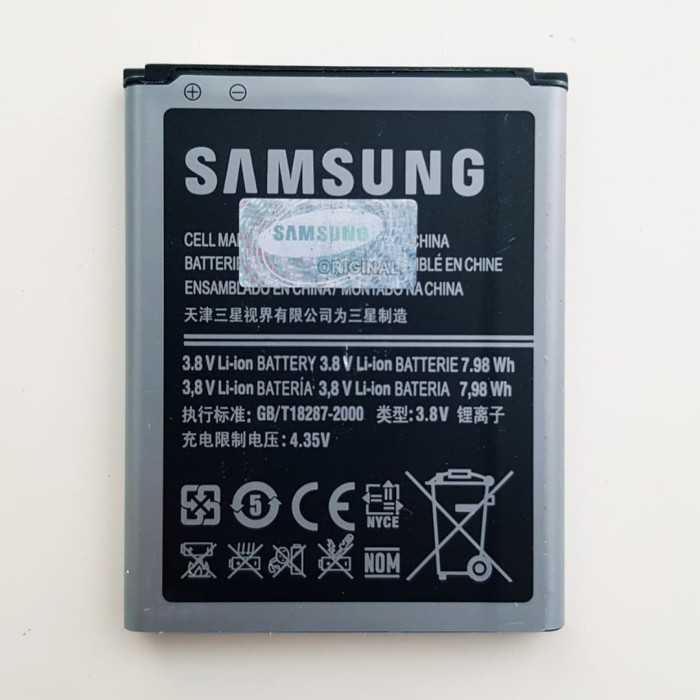 SAMSUNG
SAMSUNG
ORIGINAL
CELL CHINA
BLÉ EN CHINE
ENSAMBLADO EN CHINA / MONTADO NA CHINA
天津三星视界有限公司为三星制造
3.8 V Li-ion BATTERY 3.8 V Li-ion BATTERIE 7.98 Wh
3,8 V Li-ion BATERÍA 3,8 V Li-ion BATERIA 7,98 Wh
执行标准: GB/T18287-2000 类型: 3.8V 锂离子
充电限制电压: 4.35V
5 CE NYCE
NOM